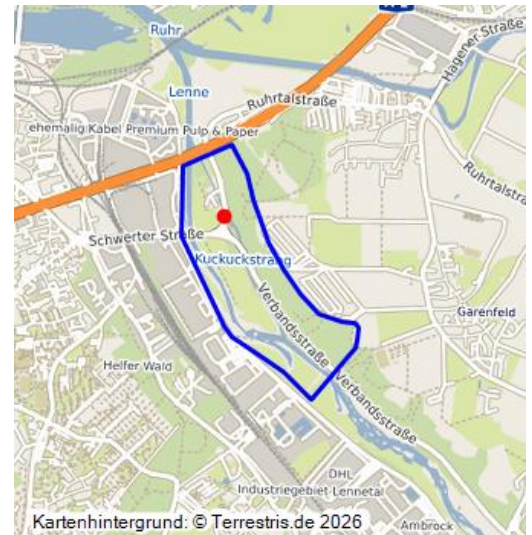 Ruhr
Hagener Straße
Lenne
Ruhrtalstraße
ehemalig Kabel Premium Pulp & Paper
Ruhrtalstraße
Schwerter Straße
Kuckuckstrang
Garenfeld
Verbandsstraße
Helfer Wald
Verbandsstraße
DHL
Industriegebiet-Lennetal
Ambrock
Kartenhintergrund: © Terrestris.de 2026